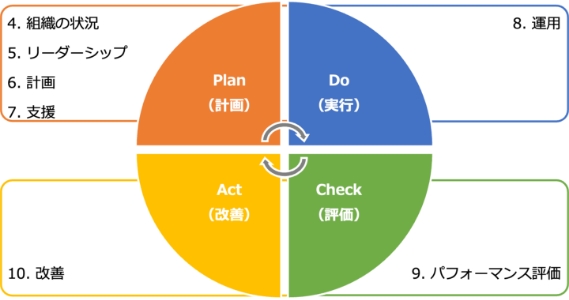 4. 組織の状況
5. リーダーシップ
6. 計画
7. 支援
8. 運用
Plan
（計画）
Do
（実行）
Act
（改善）
Check
（評価）
10. 改善
9. パフォーマンス評価